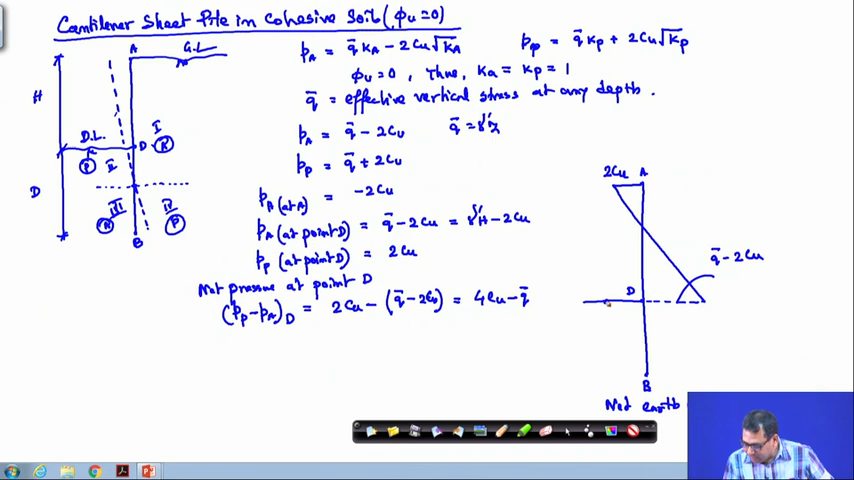 Cantilener Sheet Pile in Cohesive Soil (ϕu=0)
A
G.L
H
D.L.
D
I
A
P
II
D
III
A
IV
P
B
pA = q̄ KA - 2Cu√KA
pp = q̄ Kp + 2Cu√Kp
ϕu=0, Thus, Ka = Kp = 1
q̄ = effective vertical stress at any depth.
pA = q̄ - 2Cu
q̄ = γ'z
pp = q̄ + 2Cu
pA (at A) = -2Cu
pA (at point D) = q̄ - 2Cu = γ'H - 2Cu
pp (at point D) = 2Cu
Net pressure at point D
(pp - pA)D = 2Cu - (q̄ - 2Cu) = 4Cu - q̄
2Cu
A
q̄ - 2Cu
D
B
Net earth